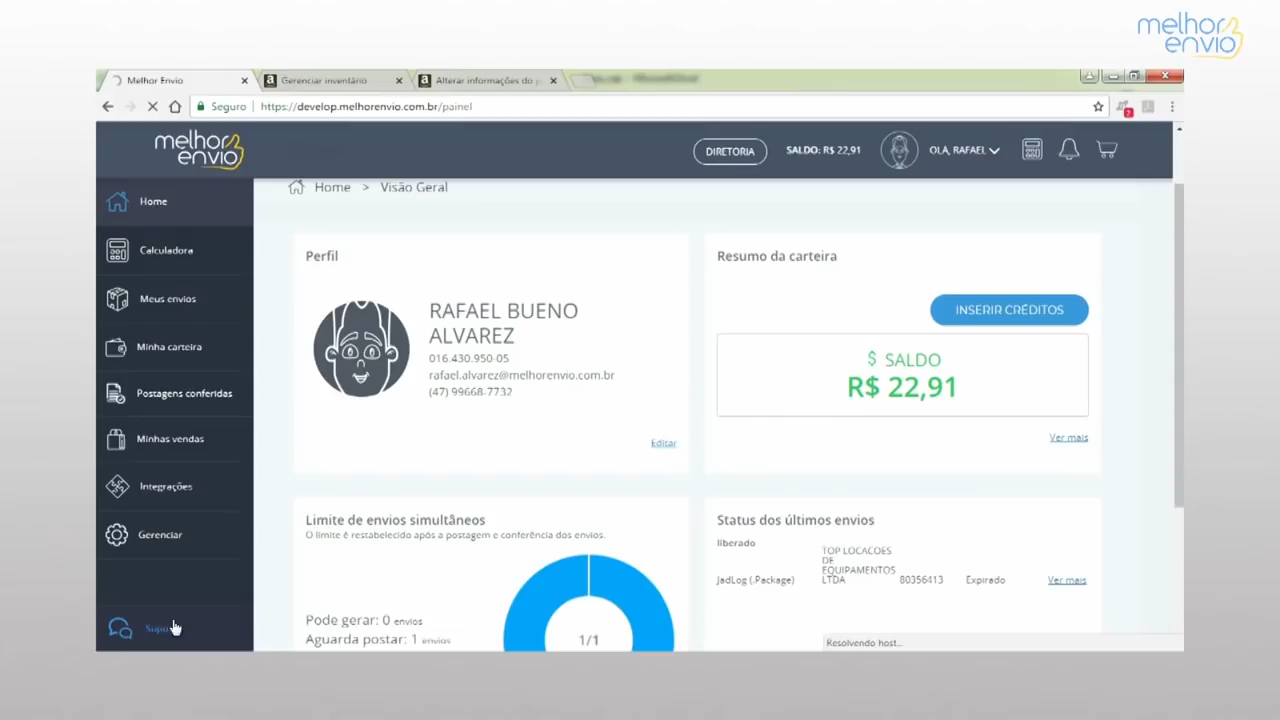 melhor
envio
Melhor Envio
Gerenciar inventário
Alterar informações do p
Seguro
https://develop.melhorenvio.com.br/painel
melhor
envio
DIRETORIA
SALDO: R$ 22,91
OLÁ, RAFAEL
2
Home > Visão Geral
Home
Calculadora
Meus envios
Minha carteira
Postagens conferidas
Minhas vendas
Integrações
Gerenciar
Supo
Perfil
RAFAEL BUENO
ALVAREZ
016.430.950-05
rafael.alvarez@melhorenvio.com.br
(47) 99668-7732
Editar
Resumo da carteira
INSERIR CRÉDITOS
$ SALDO
R$ 22,91
Ver mais
Limite de envios simultâneos
O limite é restabelecido após a postagem e conferência dos envios.
Pode gerar: 0 envios
Aguarda postar: 1 envios
1/1
Status dos últimos envios
liberado
TOP LOCACOES
DE
EQUIPAMENTOS
JadLog (.Package) LTDA 80356413 Expirado Ver mais
Resolvendo host...